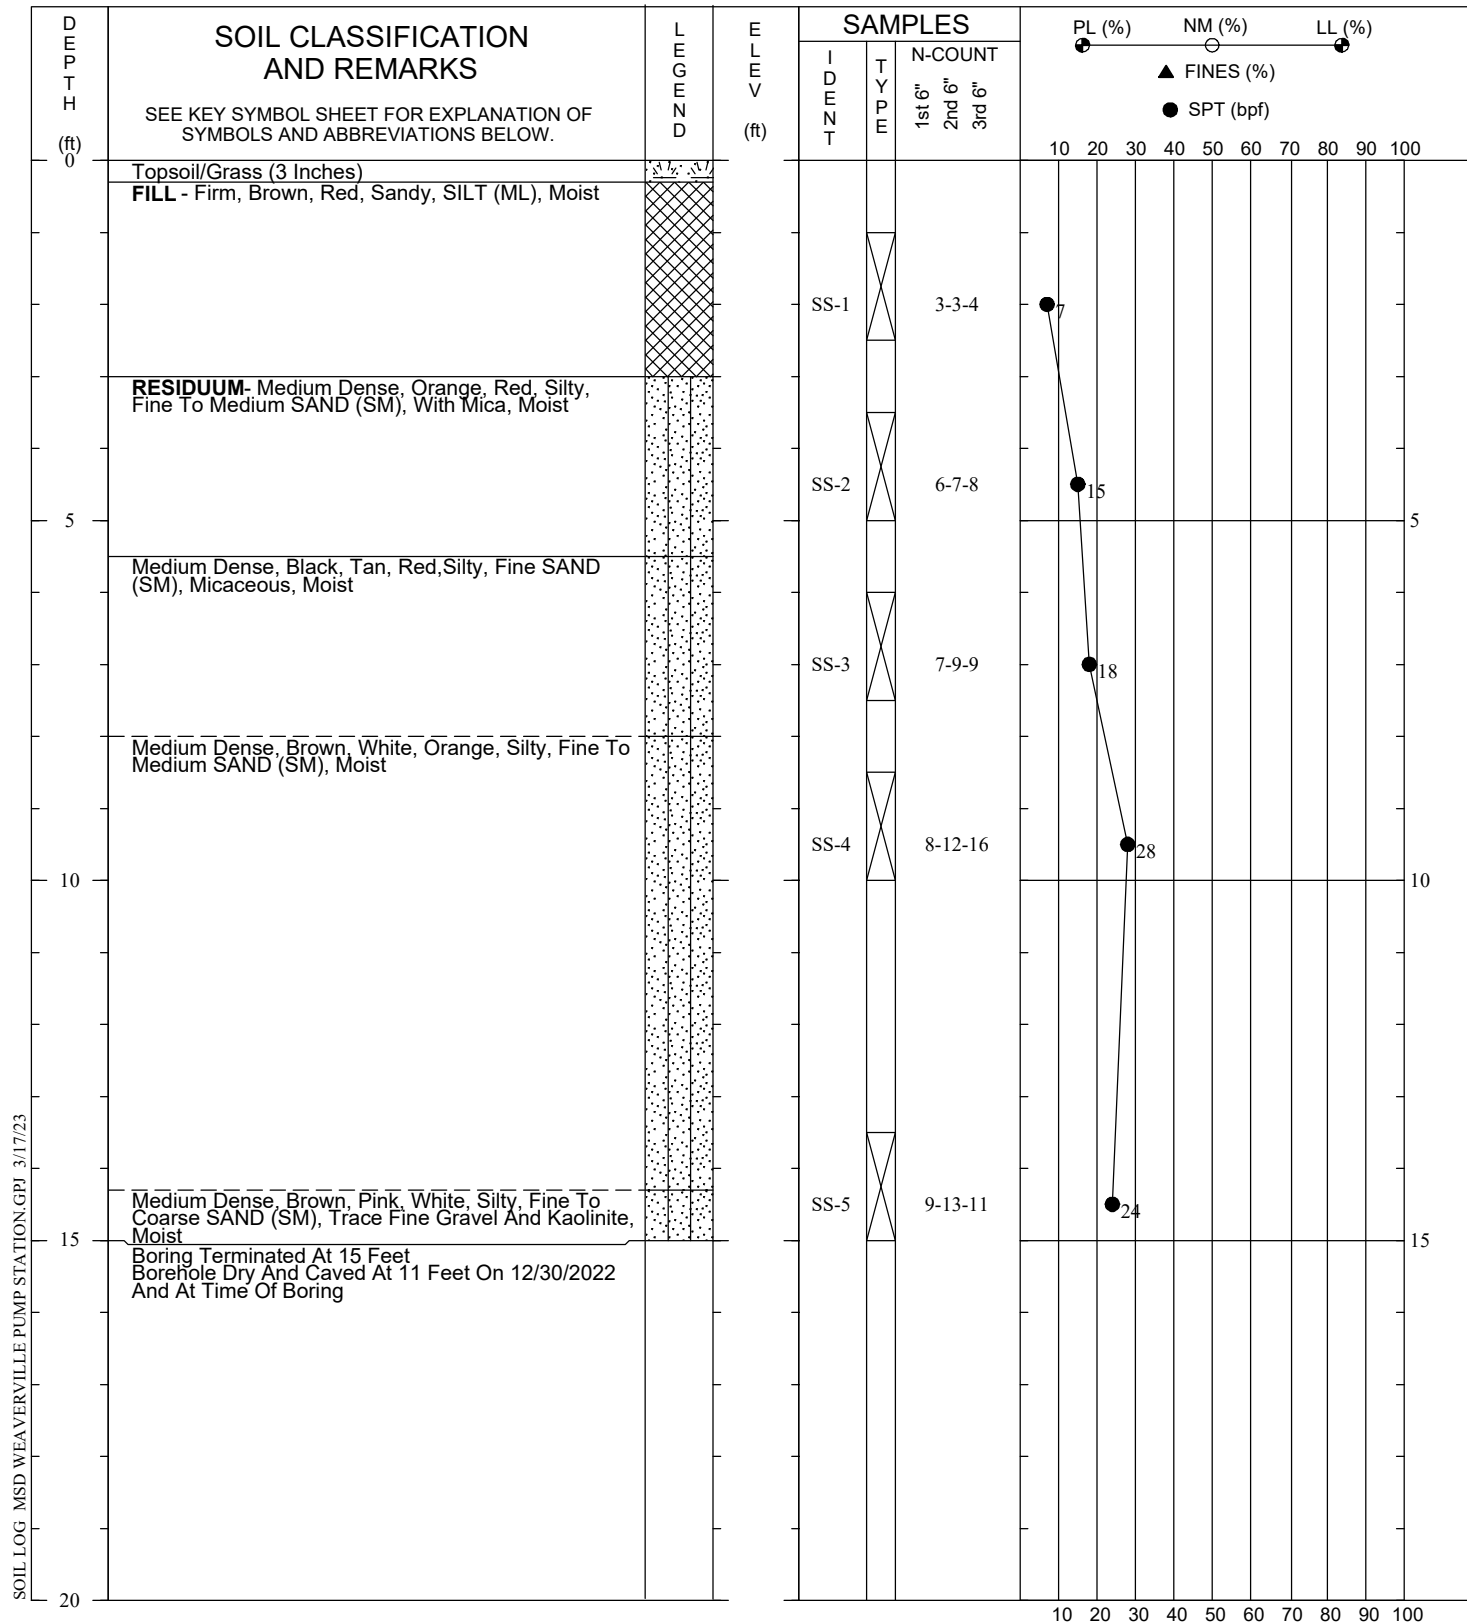 DEPTH
(ft)
SOIL CLASSIFICATION
AND REMARKS
SEE KEY SYMBOL SHEET FOR EXPLANATION OF
SYMBOLS AND ABBREVIATIONS BELOW.
LEGEND
ELEV
(ft)
SAMPLES
IDENT
TYPE
N-COUNT
1st 6"
2nd 6"
3rd 6"
PL (%)
NM (%)
LL (%)
FINES (%)
SPT (bpf)
10 20 30 40 50 60 70 80 90 100
0
Topsoil/Grass (3 Inches)
FILL - Firm, Brown, Red, Sandy, SILT (ML), Moist
SS-1 3-3-4 7
RESIDUUM- Medium Dense, Orange, Red, Silty,
Fine To Medium SAND (SM), With Mica, Moist
SS-2 6-7-8 15
5 5
Medium Dense, Black, Tan, Red,Silty, Fine SAND
(SM), Micaceous, Moist
SS-3 7-9-9 18
Medium Dense, Brown, White, Orange, Silty, Fine To
Medium SAND (SM), Moist
SS-4 8-12-16 28
10 10
Medium Dense, Brown, Pink, White, Silty, Fine To
Coarse SAND (SM), Trace Fine Gravel And Kaolinite,
Moist
SS-5 9-13-11 24
15 15
Boring Terminated At 15 Feet
Borehole Dry And Caved At 11 Feet On 12/30/2022
And At Time Of Boring
20
10 20 30 40 50 60 70 80 90 100
SOIL LOG MSD WEAVERVILLE PUMP STATION.GPJ 3/17/23